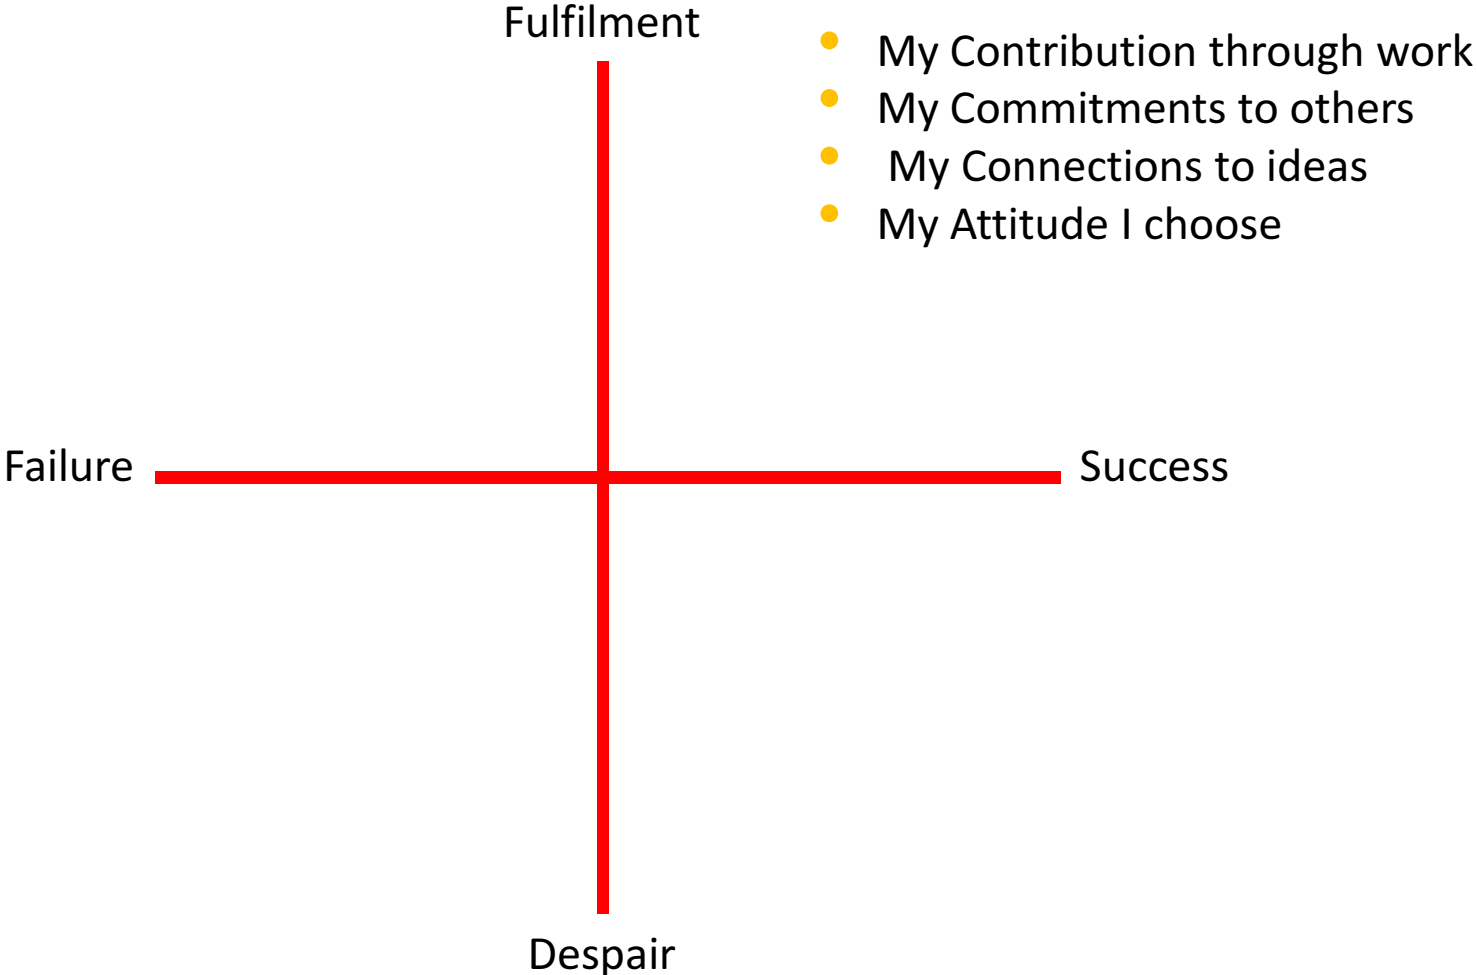 Fulfilment
• My Contribution through work
• My Commitments to others
• My Connections to ideas
• My Attitude I choose
Failure
Success
Despair